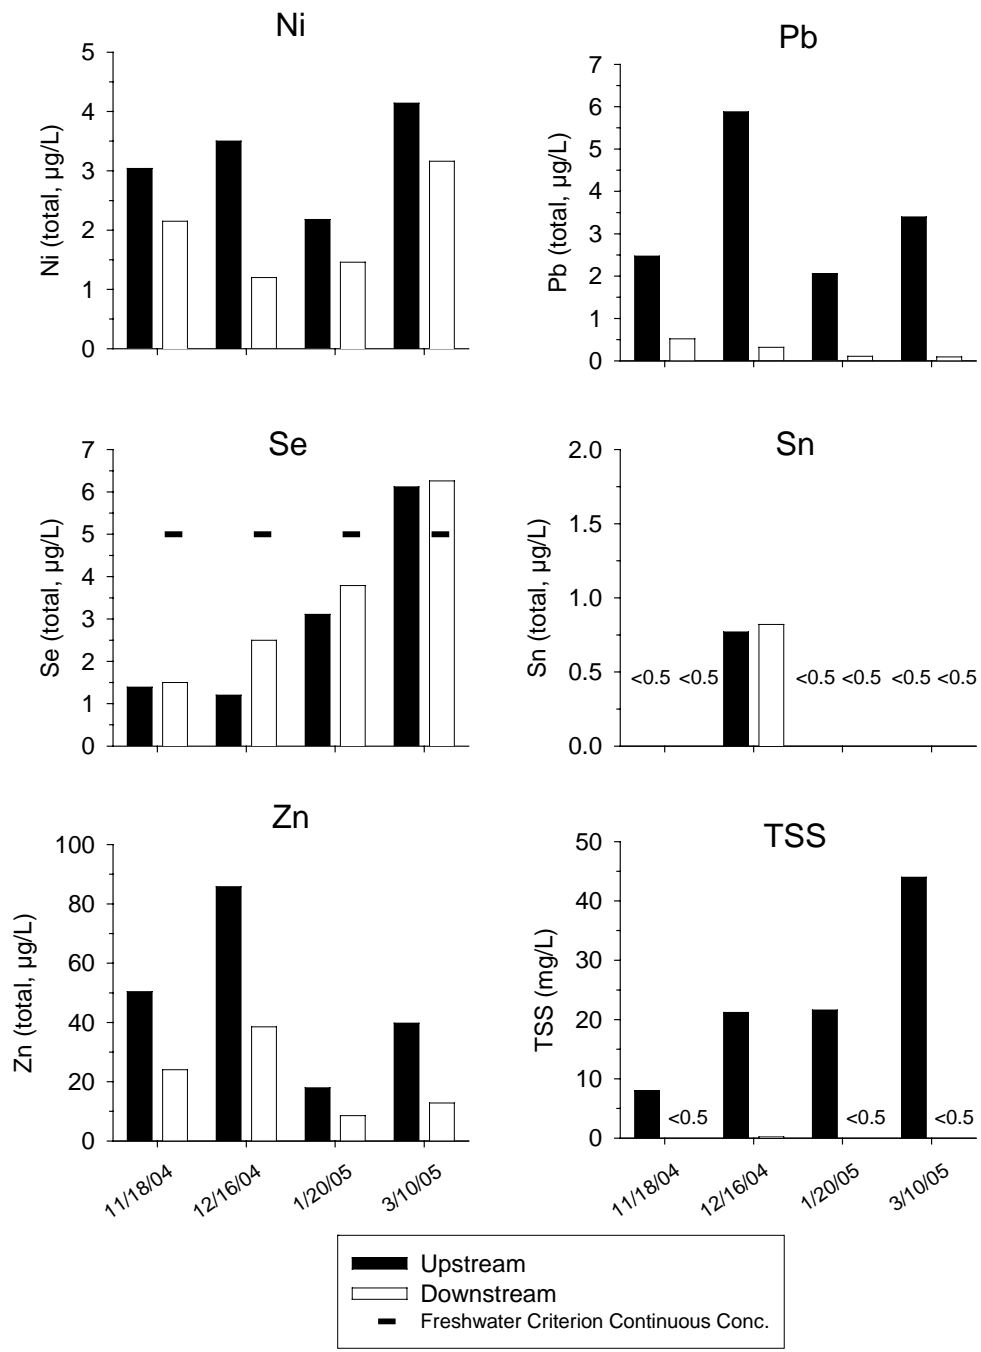 Ni
Ni (total, µg/L)
5
4
3
2
1
0
Pb
Pb (total, µg/L)
7
6
5
4
3
2
1
0
Se
Se (total, µg/L)
7
6
5
4
3
2
1
0
Sn
Sn (total, µg/L)
2.0
1.5
1.0
0.5
0.0
<0.5 <0.5 <0.5 <0.5 <0.5 <0.5
Zn
Zn (total, µg/L)
100
80
60
40
20
0
11/18/04
12/16/04
1/20/05
3/10/05
TSS
TSS (mg/L)
50
40
30
20
10
0
<0.5 <0.5 <0.5
11/18/04
12/16/04
1/20/05
3/10/05
Upstream
Downstream
Freshwater Criterion Continuous Conc.